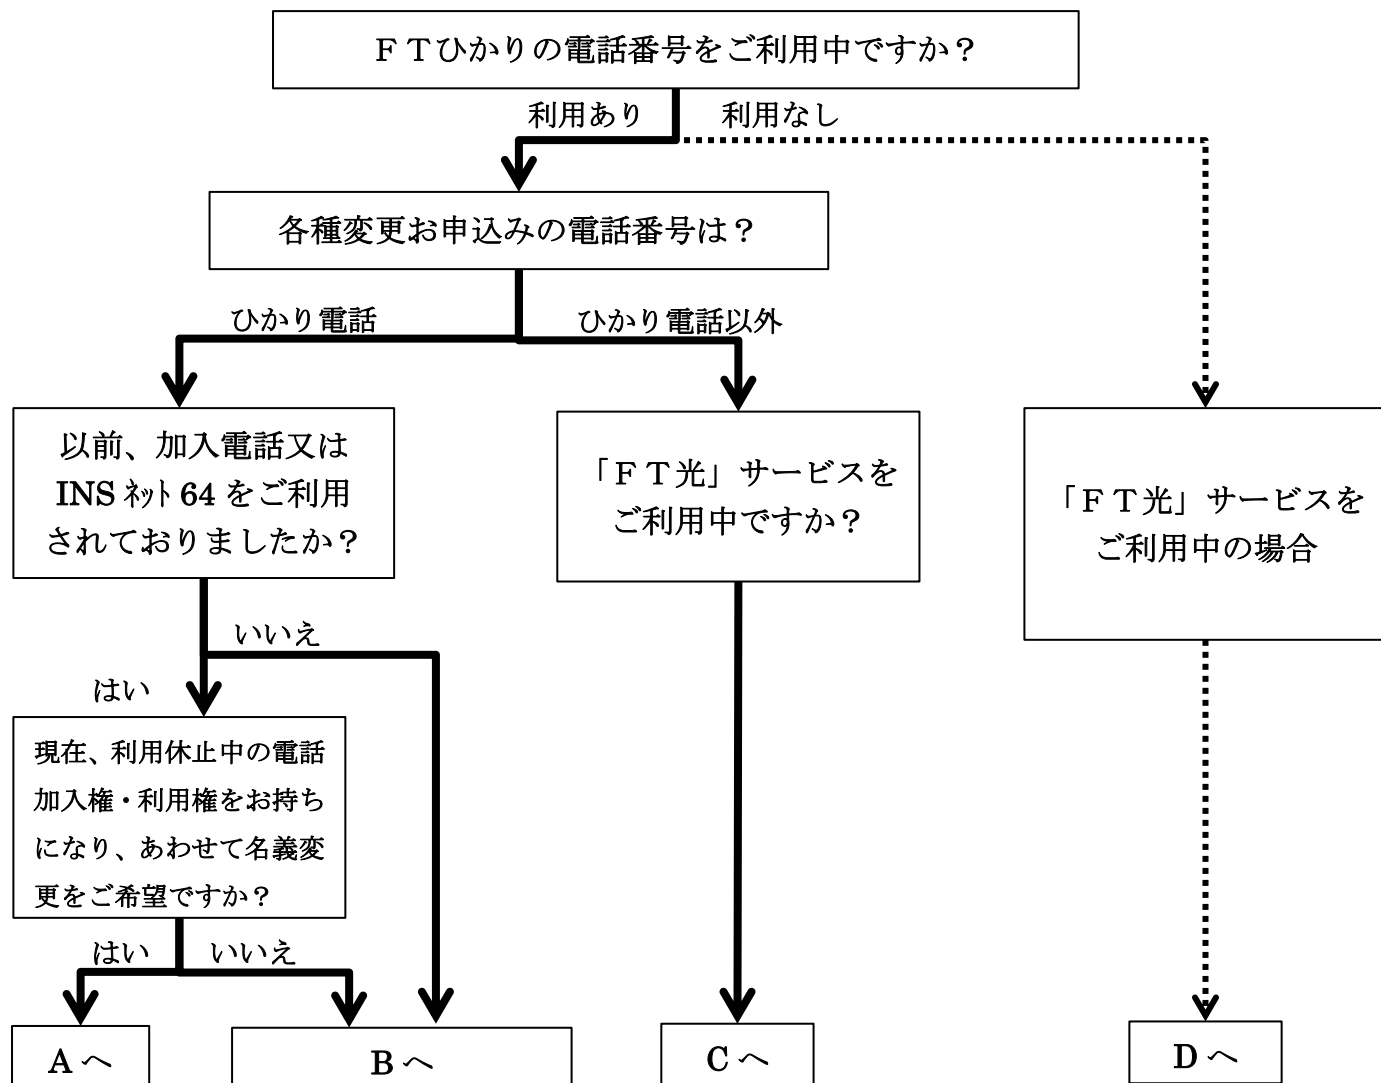 ＦＴひかりの電話番号をご利用中ですか？
利用あり
利用なし
各種変更お申込みの電話番号は？
ひかり電話
ひかり電話以外
以前、加入電話又は
INS ﾈｯﾄ 64 をご利用
されておりましたか？
「ＦＴ光」サービスを
ご利用中ですか？
「ＦＴ光」サービスを
ご利用中の場合
いいえ
はい
現在、利用休止中の電話
加入権・利用権をお持ち
になり、あわせて名義変
更をご希望ですか？
はい
いいえ
A へ
B へ
C へ
D へ